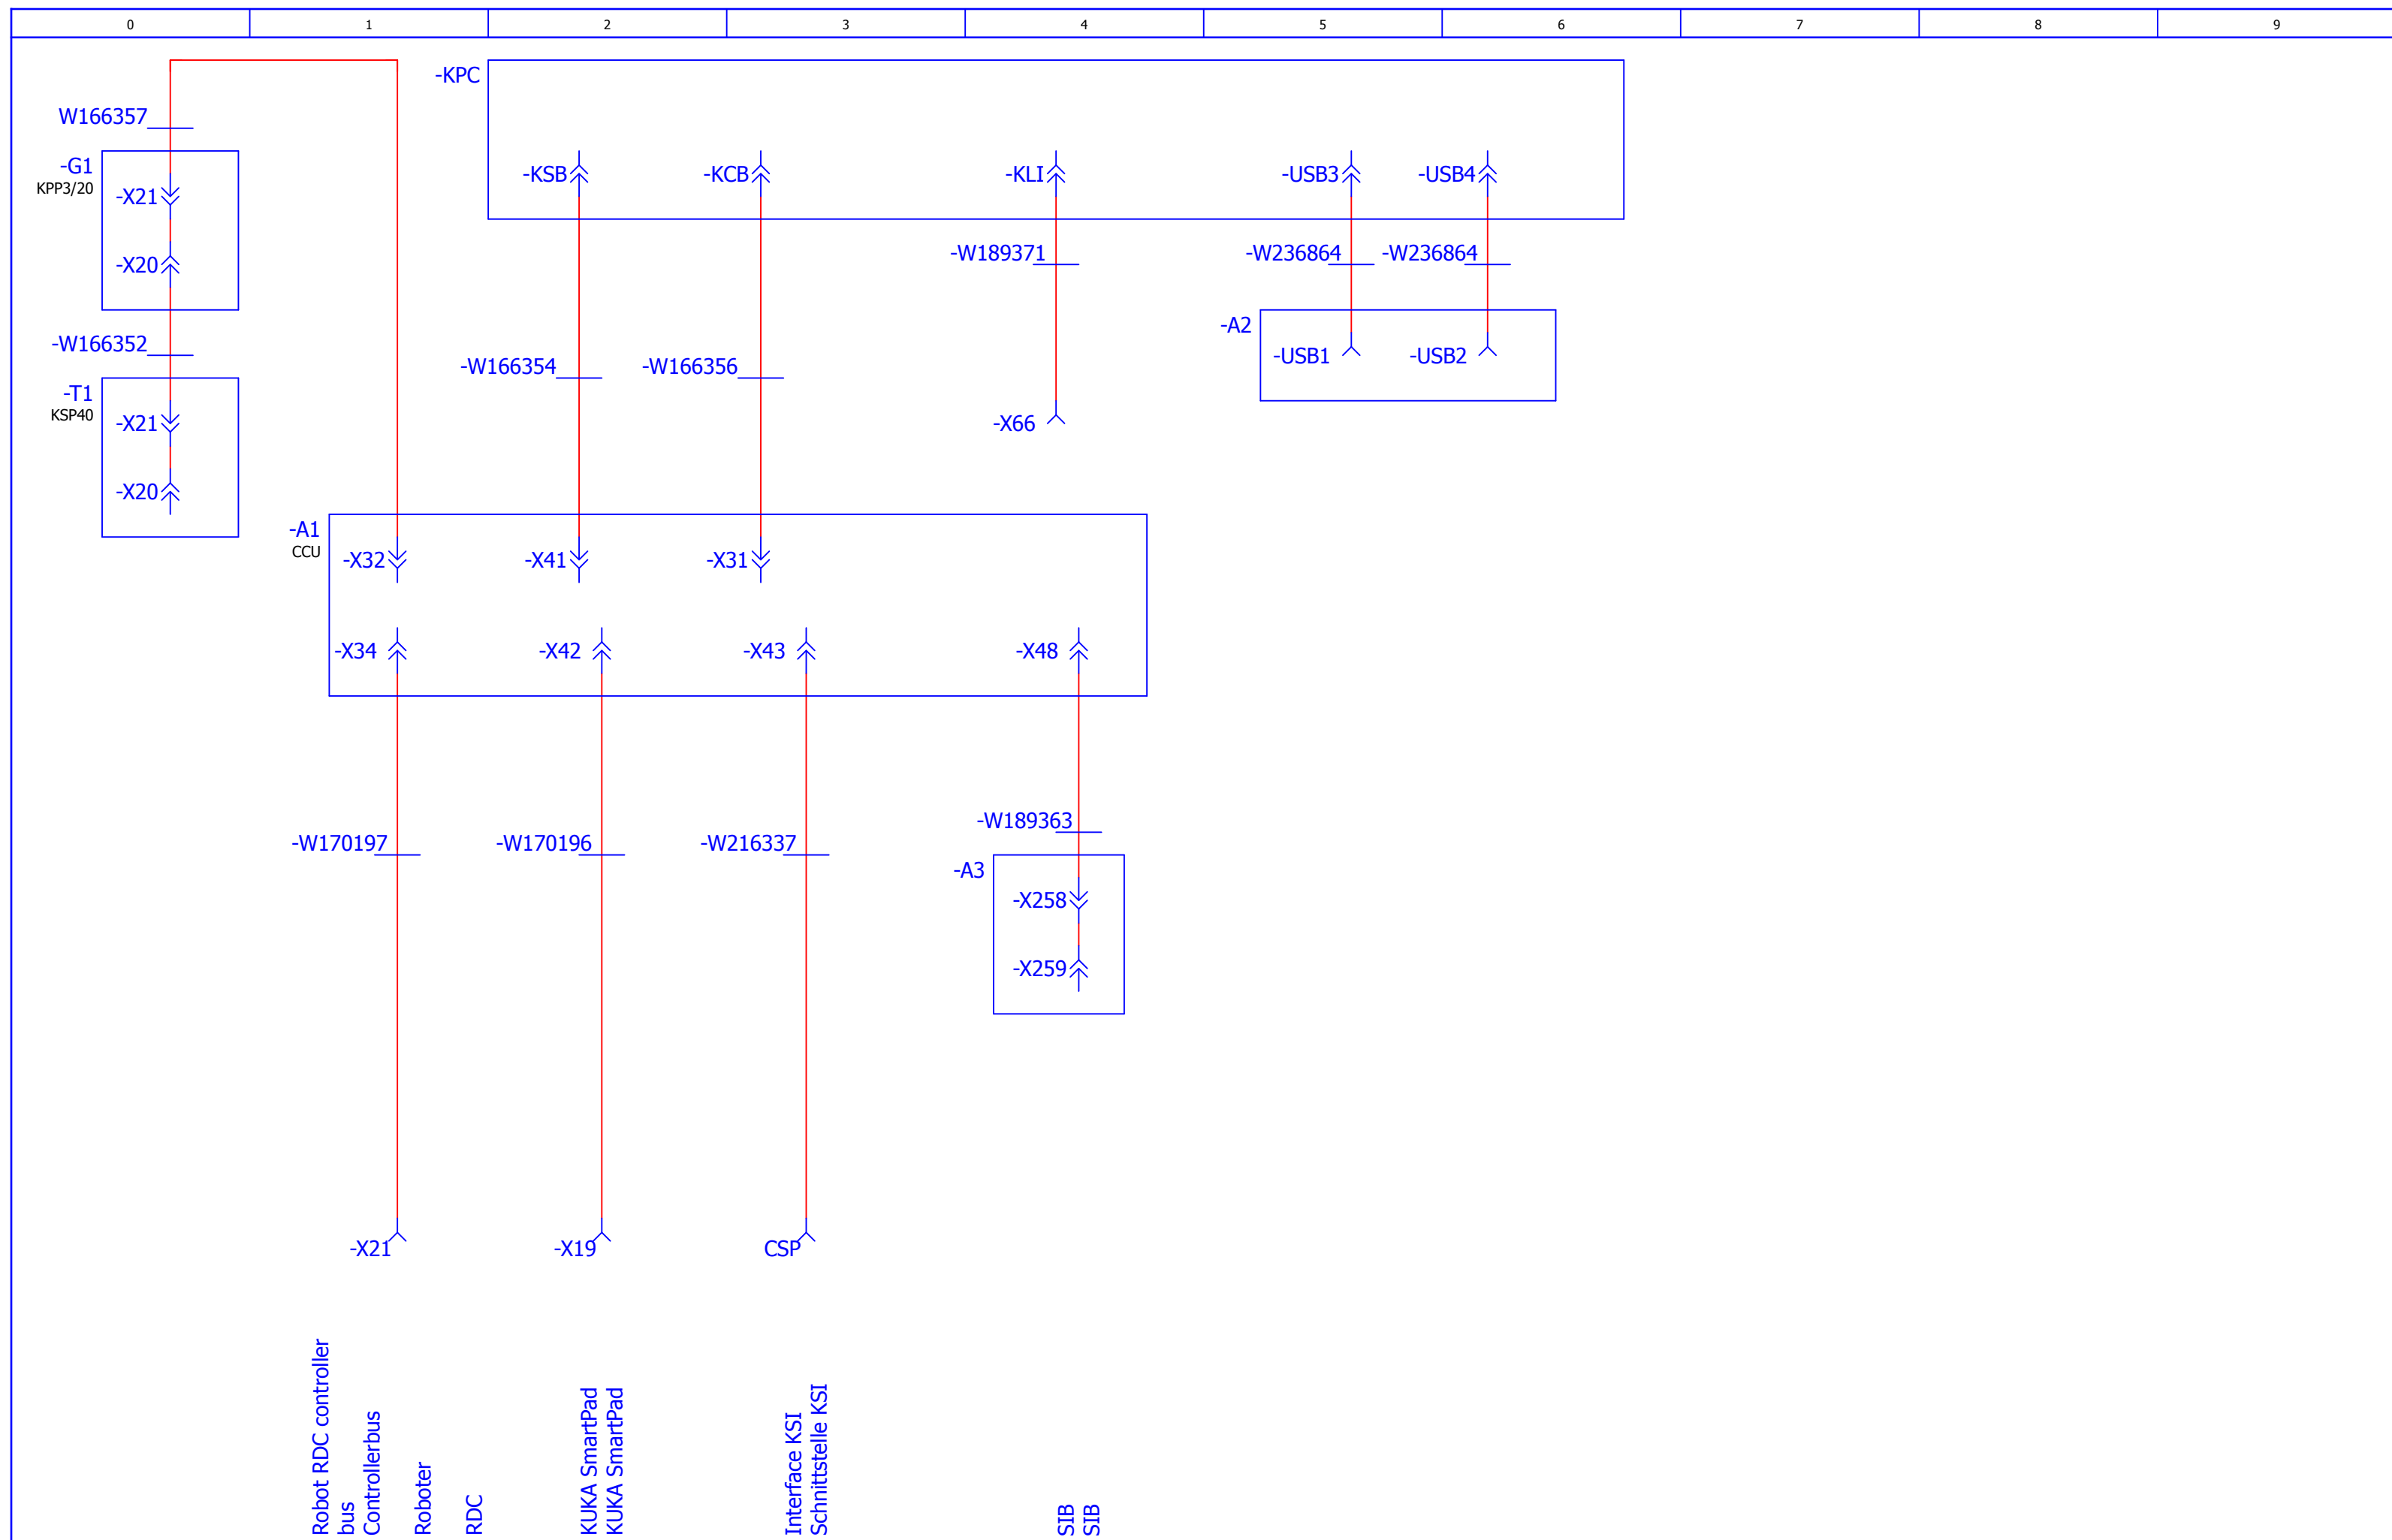 0 1 2 3 4 5 6 7 8 9
-KPC
W166357
-G1
KPP3/20
-X21
-KSB -KCB -KLI -USB3 -USB4
-X20
-W189371 -W236864 -W236864
-A2
-W166352
-USB1 -USB2
-W166354 -W166356
-T1
KSP40
-X21
-X66
-X20
-A1
CCU
-X32 -X41 -X31
-X34 -X42 -X43 -X48
-W189363
-W170197 -W170196 -W216337
-A3
-X258
-X259
-X21 -X19 CSP
Robot RDC controller
bus
Controllerbus
Roboter
RDC
KUKA SmartPad
KUKA SmartPad
Interface KSI
Schnittstelle KSI
SIB
SIB